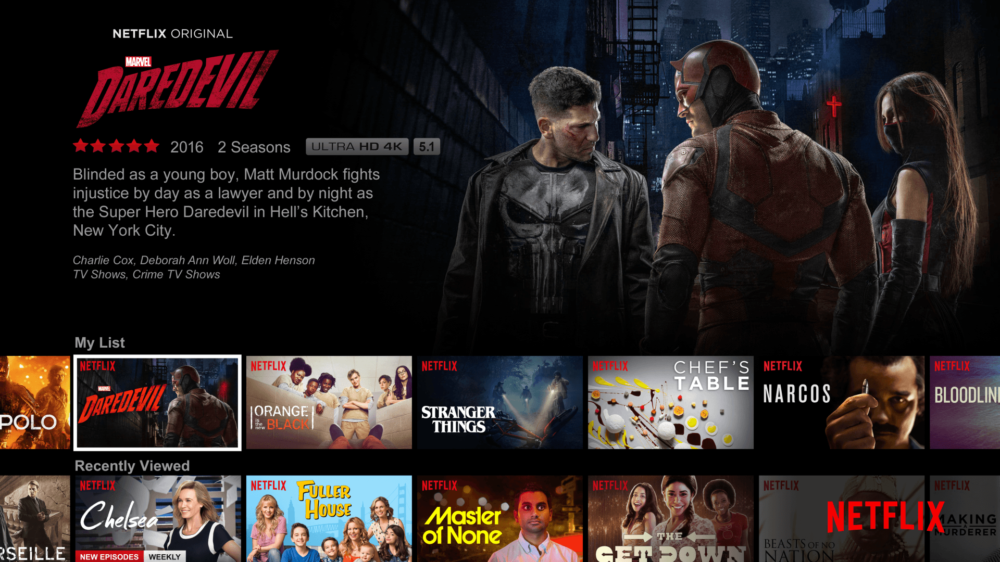 NETFLIX ORIGINAL
MARVEL
DAREDEVIL
2016 2 Seasons ULTRA HD 4K 5.1
Blinded as a young boy, Matt Murdock fights
injustice by day as a lawyer and by night as
the Super Hero Daredevil in Hell’s Kitchen,
New York City.
Charlie Cox, Deborah Ann Woll, Elden Henson
TV Shows, Crime TV Shows
My List
POLO
NETFLIX
MARVEL
DAREDEVIL
NETFLIX
ORANGE
is the new BLACK
NETFLIX
STRANGER
THINGS
NETFLIX
CHEF'S
TABLE
NETFLIX
NARCOS
NETFLIX
BLOODLIN
Recently Viewed
RSEILLE
NETFLIX
Chelsea
NEW EPISODES WEEKLY
NETFLIX
FULLER
HOUSE
NETFLIX
Master
of None
NETFLIX
THE
GET DOWN
NETFLIX
BEASTS OF NO
NATION
NETFLIX
MAKING
A
MURDERER
NETFLIX